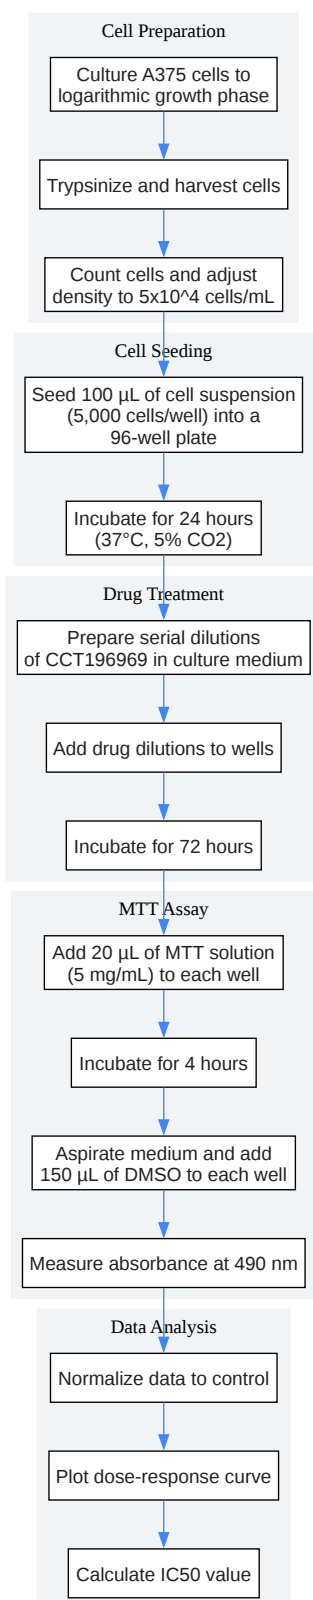 Cell Preparation
Culture A375 cells to
logarithmic growth phase
Trypsinize and harvest cells
Count cells and adjust
density to 5x10^4 cells/mL
Cell Seeding
Seed 100 µL of cell suspension
(5,000 cells/well) into a
96-well plate
Incubate for 24 hours
(37°C, 5% CO2)
Drug Treatment
Prepare serial dilutions
of CCT196969 in culture medium
Add drug dilutions to wells
Incubate for 72 hours
MTT Assay
Add 20 µL of MTT solution
(5 mg/mL) to each well
Incubate for 4 hours
Aspirate medium and add
150 µL of DMSO to each well
Measure absorbance at 490 nm
Data Analysis
Normalize data to control
Plot dose-response curve
Calculate IC50 value